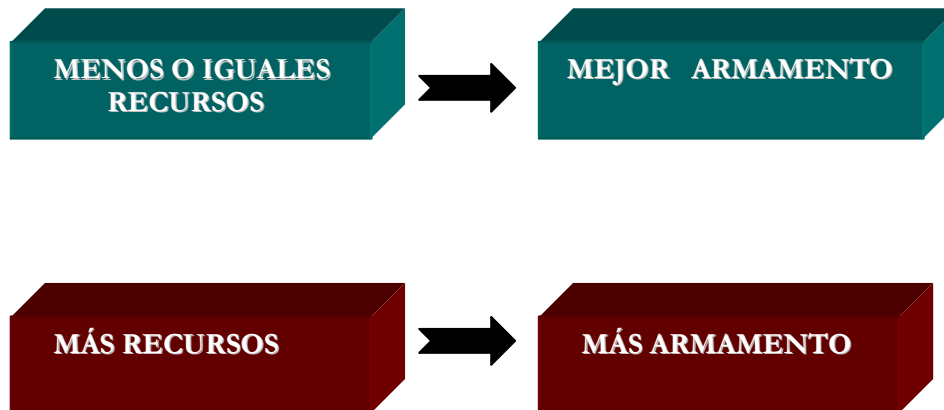 MENOS O IGUALES
RECURSOS
MEJOR ARMAMENTO
MÁS RECURSOS
MÁS ARMAMENTO